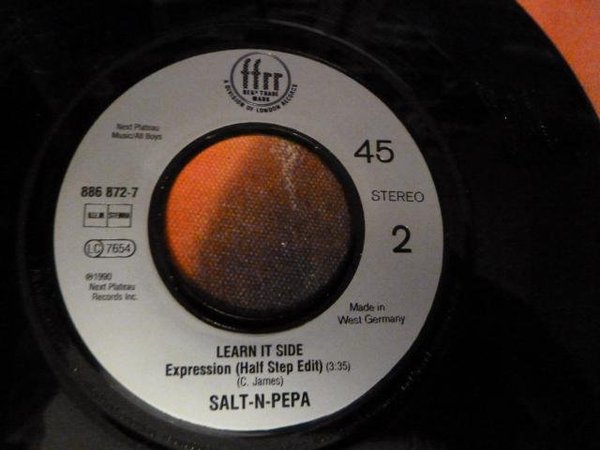 ffrr
REGD TRADE
MARK
A DIVISION OF LONDON RECORDS
Next Plateau
Music/All Boys
45
886 872-7
STEREO
2
LC 7654
℗1990
Next Plateau
Records Inc.
Made in
West Germany
LEARN IT SIDE
Expression (Half Step Edit) (3:35)
(C. James)
SALT-N-PEPA